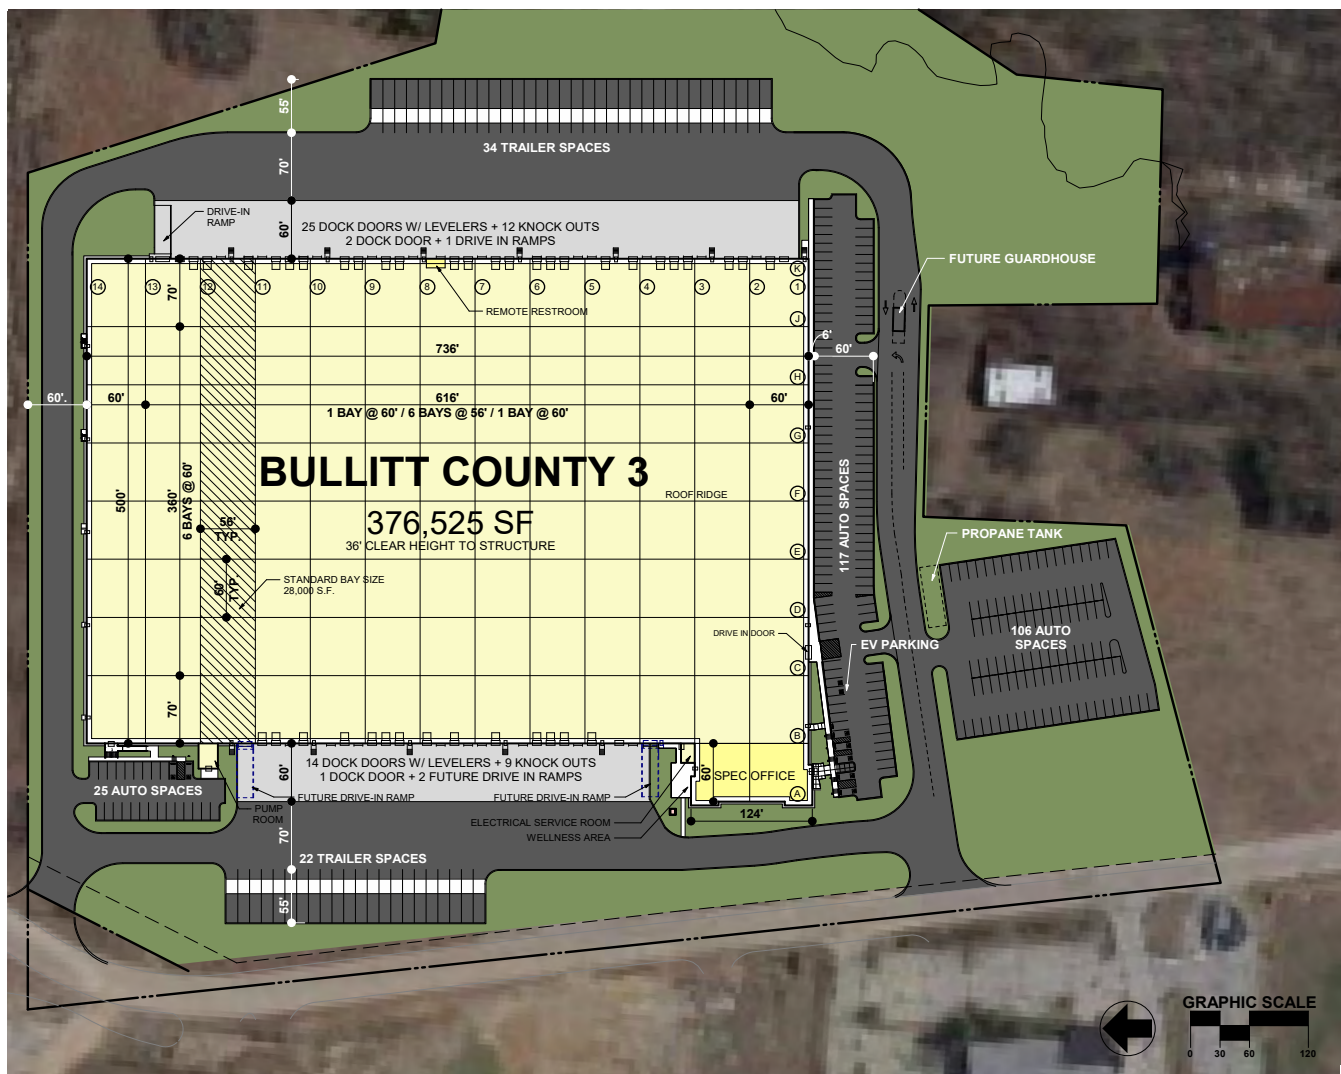 55'
34 TRAILER SPACES
70'
DRIVE-IN
RAMP
60'
25 DOCK DOORS W/ LEVELERS + 12 KNOCK OUTS
2 DOCK DOOR + 1 DRIVE IN RAMPS
FUTURE GUARDHOUSE
K
14
13
12
11
10
9
8
7
6
5
4
3
2
1
70'
REMOTE RESTROOM
J
6'
736'
60'
H
60'.
60'
616'
60'
1 BAY @ 60' / 6 BAYS @ 56' / 1 BAY @ 60'
G
BULLITT COUNTY 3
500'
360'
6 BAYS @ 60'
ROOF RIDGE
F
376,525 SF
36' CLEAR HEIGHT TO STRUCTURE
56'
TYP.
117 AUTO SPACES
PROPANE TANK
E
60'
TYP.
STANDARD BAY SIZE
28,000 S.F.
D
DRIVE IN DOOR
106 AUTO
SPACES
EV PARKING
C
70'
B
14 DOCK DOORS W/ LEVELERS + 9 KNOCK OUTS
1 DOCK DOOR + 2 FUTURE DRIVE IN RAMPS
60'
60'
SPEC OFFICE
25 AUTO SPACES
FUTURE DRIVE-IN RAMP
FUTURE DRIVE-IN RAMP
A
PUMP
ROOM
124'
ELECTRICAL SERVICE ROOM
WELLNESS AREA
70'
22 TRAILER SPACES
55'
GRAPHIC SCALE
0 30 60 120